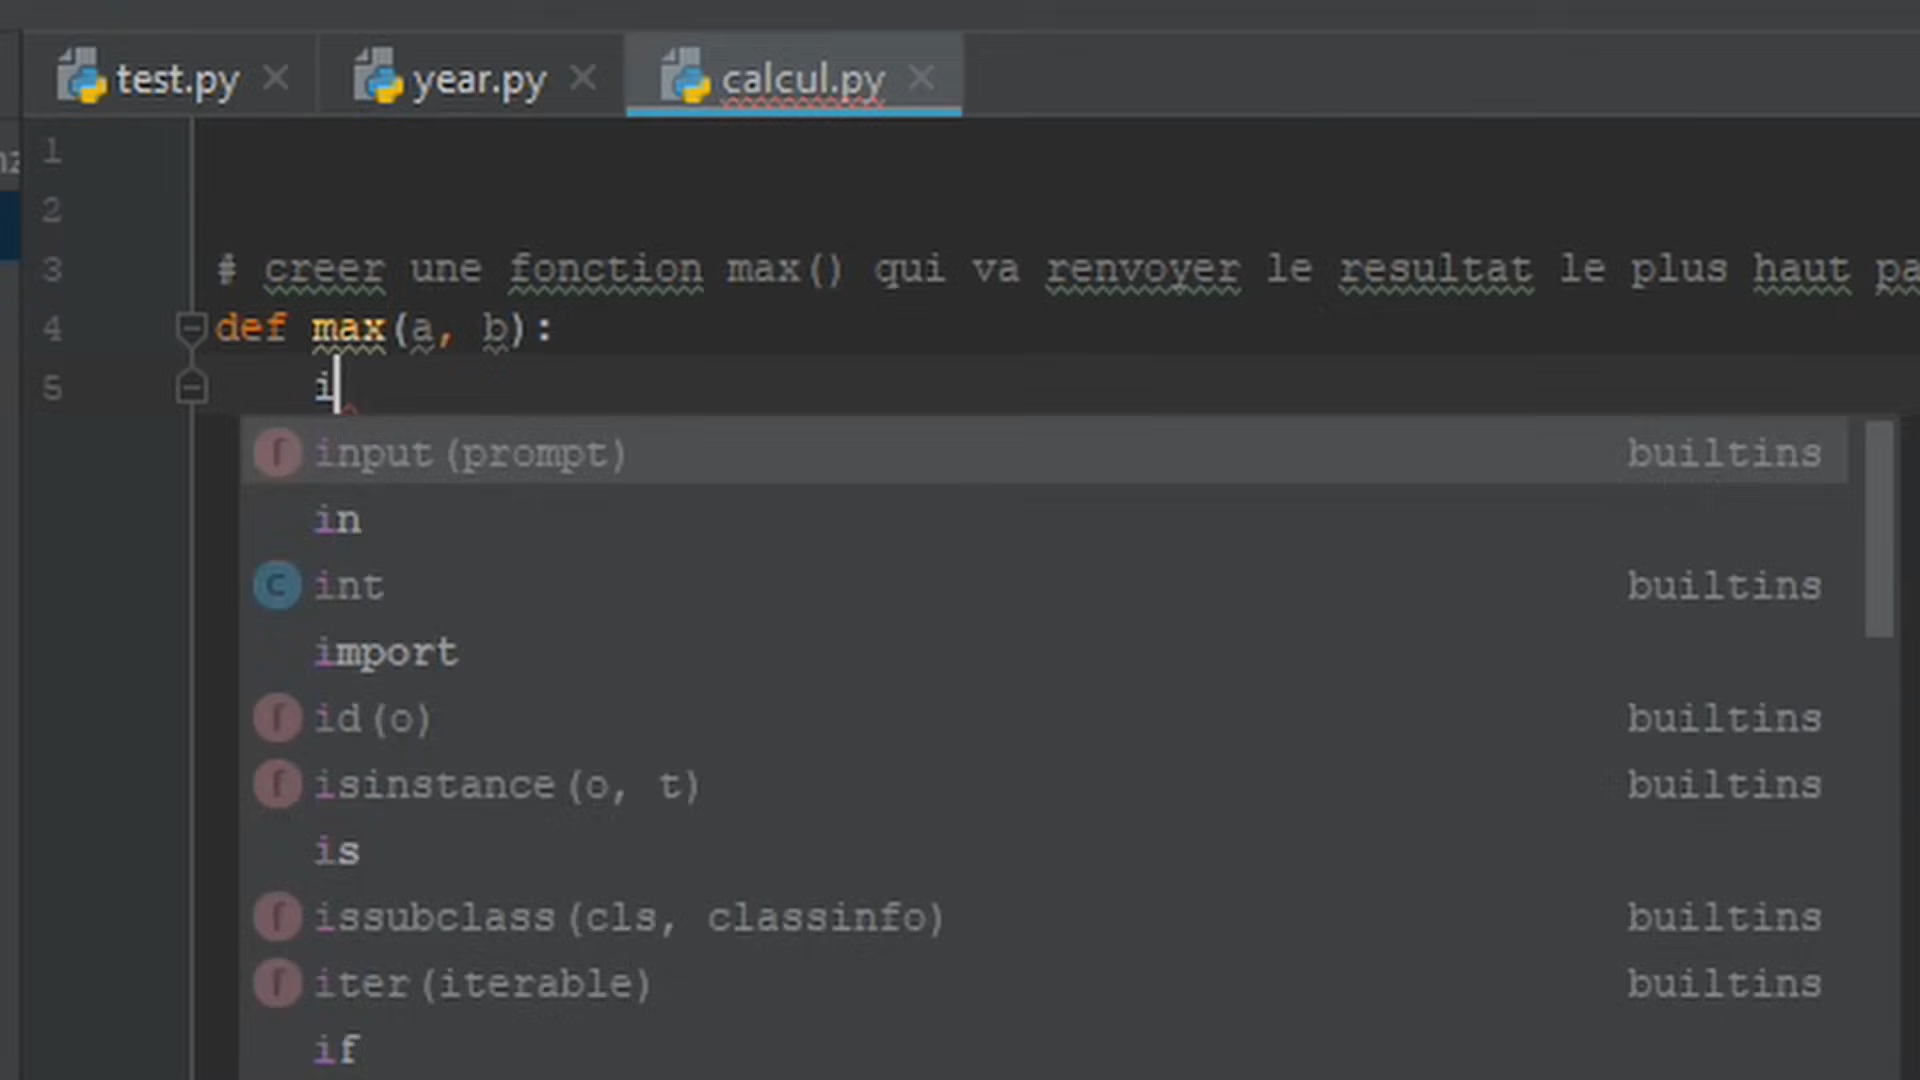 test.py year.py calcul.py
1
2
3 # creer une fonction max() qui va renvoyer le resultat le plus haut
4 def max(a, b):
5 i
input(prompt) builtins
in
int builtins
import
id(o) builtins
isinstance(o, t) builtins
is
issubclass(cls, classinfo) builtins
iter(iterable) builtins
if